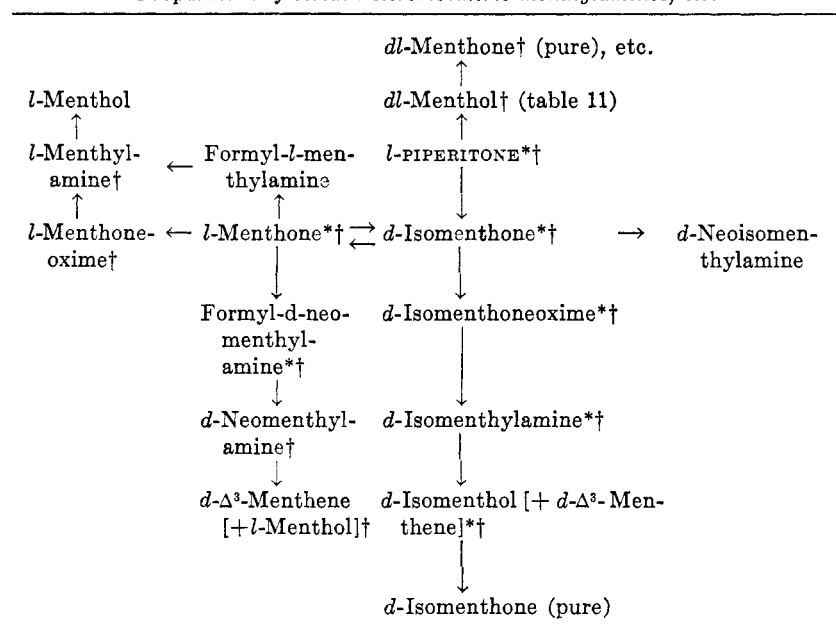 dl-Menthone† (pure), etc.
↑
l-Menthol dl-Menthol† (table 11)
↑ ↑
l-Menthyl- ← Formyl-l-men- l-PIPERITONE*†
amine† thylamine
↑ ↑ ↓
l-Menthone- ← l-Menthone*† ⇄ d-Isomenthone*† → d-Neoisomen-
oxime† thylamine
↓ ↓
Formyl-d-neo- d-Isomenthoneoxime*†
menthyl-
amine*†
↓ ↓
d-Neomenthyl- d-Isomenthylamine*†
amine†
↓ ↓
d-Δ³-Menthene d-Isomenthol [+ d-Δ³-Men-
[+l-Menthol]† thene]*†
↓
d-Isomenthone (pure)